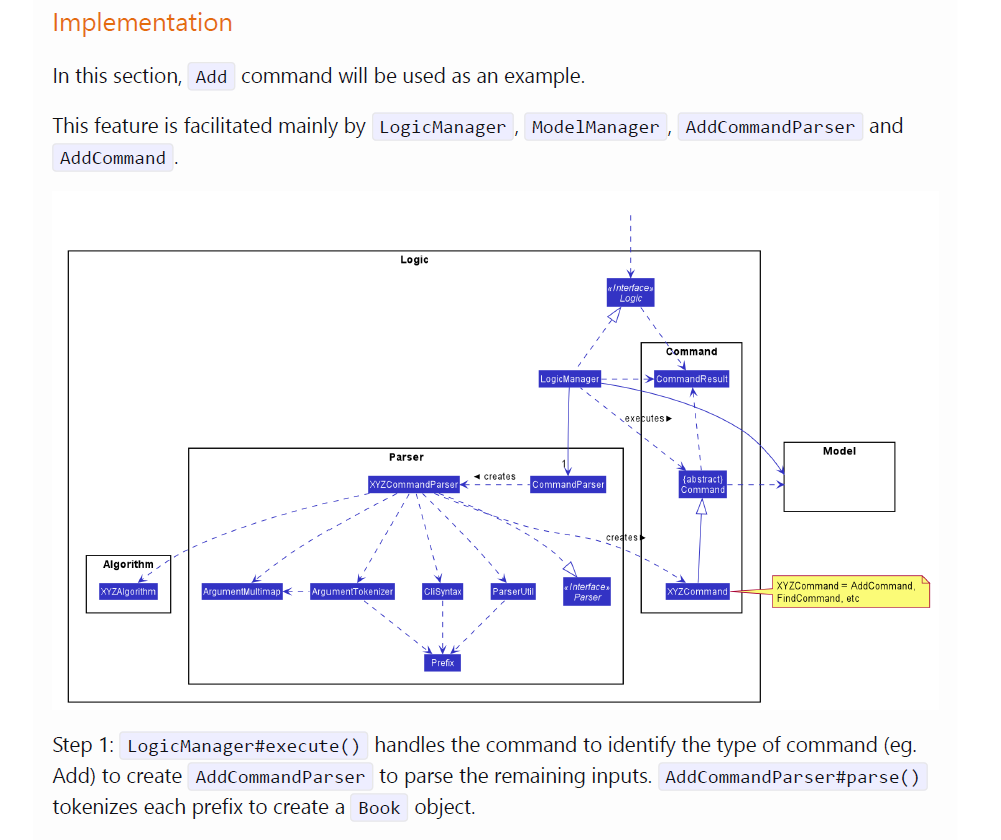 Implementation
In this section, Add command will be used as an example.
This feature is facilitated mainly by LogicManager, ModelManager, AddCommandParser and
AddCommand.
Logic
«Interface»
Logic
Command
LogicManager
CommandResult
executes ►
Model
Parser
1
XYZCommandParser
◄ creates
CommandParser
{abstract}
Command
creates ►
Algorithm
XYZAlgorithm
ArgumentMultimap
ArgumentTokenizer
CliSyntax
ParserUtil
«Interface»
Parser
XYZCommand
XYZCommand = AddCommand,
FindCommand, etc
Prefix
Step 1: LogicManager#execute() handles the command to identify the type of command (eg.
Add) to create AddCommandParser to parse the remaining inputs. AddCommandParser#parse()
tokenizes each prefix to create a Book object.